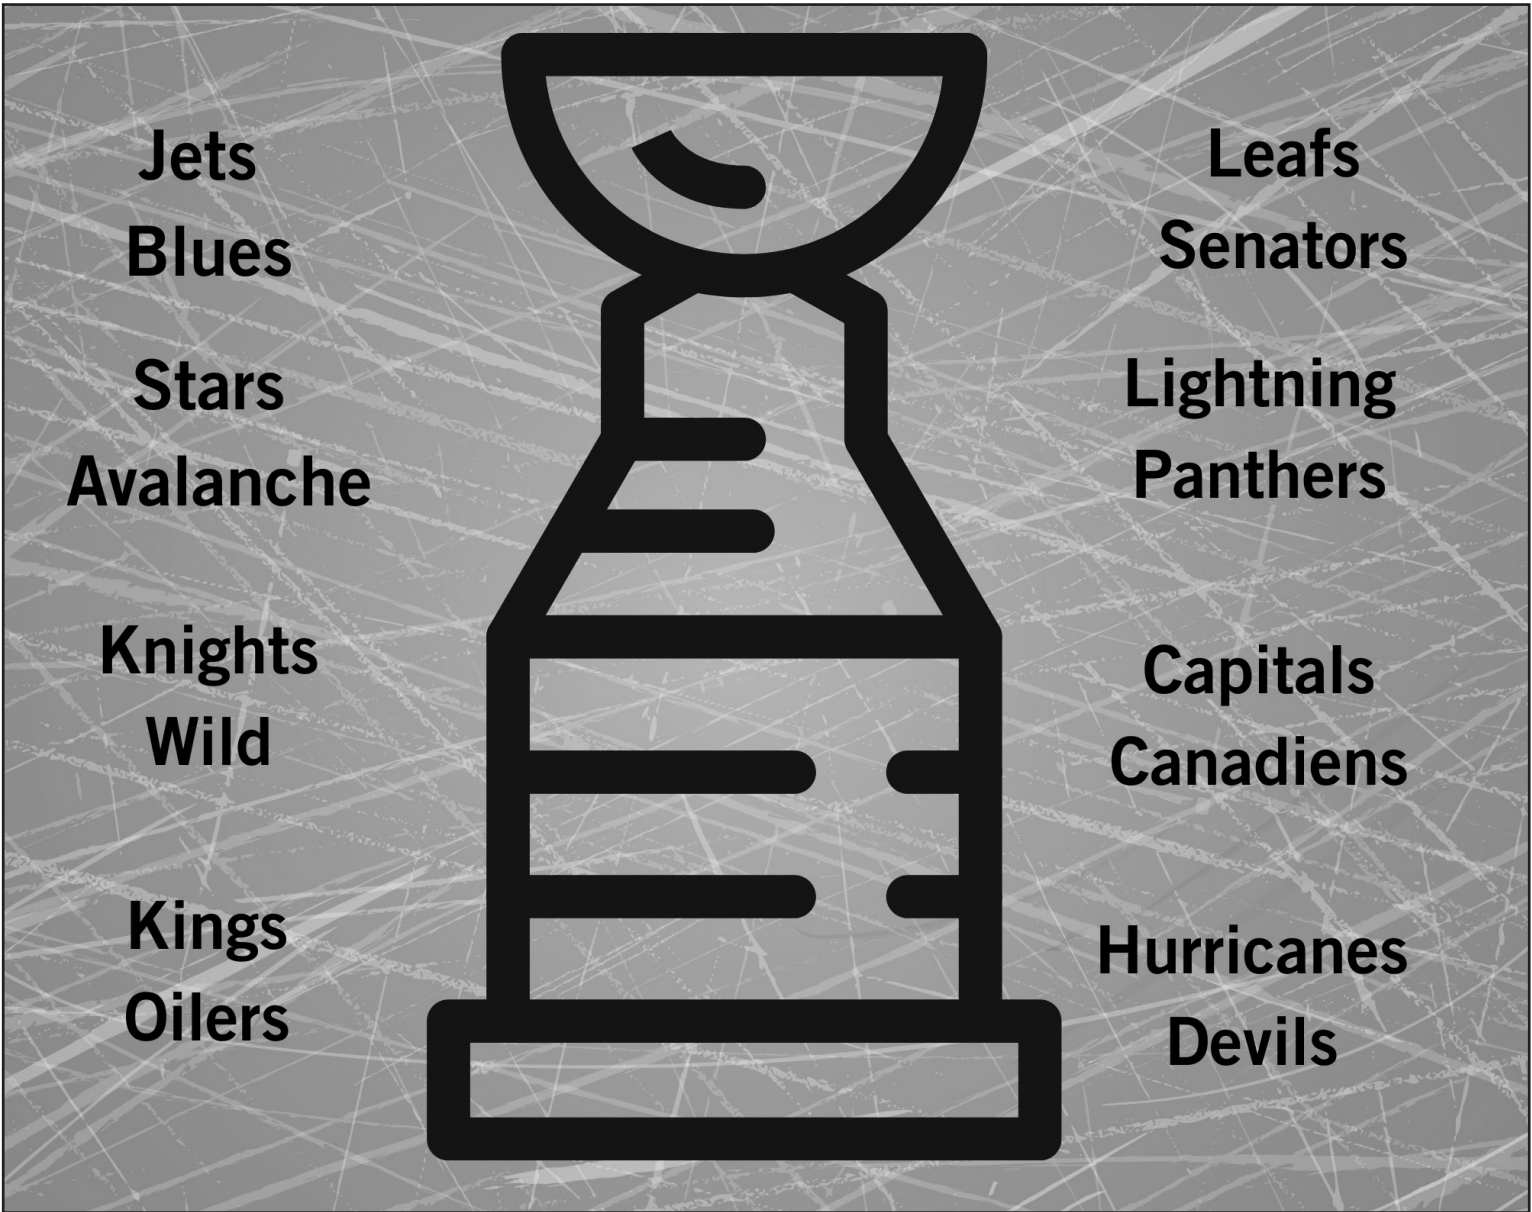 Jets
Blues
Stars
Avalanche
Knights
Wild
Kings
Oilers
Leafs
Senators
Lightning
Panthers
Capitals
Canadiens
Hurricanes
Devils